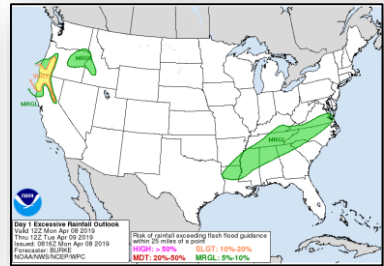 MRGL
SLGT
MRGL
MRGL
NOAA
Day 1 Excessive Rainfall Outlook
Valid 12Z Mon Apr 08 2019
Thru 12Z Tue Apr 09 2019
Issued: 0816Z Mon Apr 08 2019
Forecaster: BURKE
NOAA/NWS/NCEP/WPC
Risk of rainfall exceeding flash flood guidance
within 25 miles of a point
HIGH: > 50% SLGT: 10%-20%
MDT: 20%-50% MRGL: 5%-10%